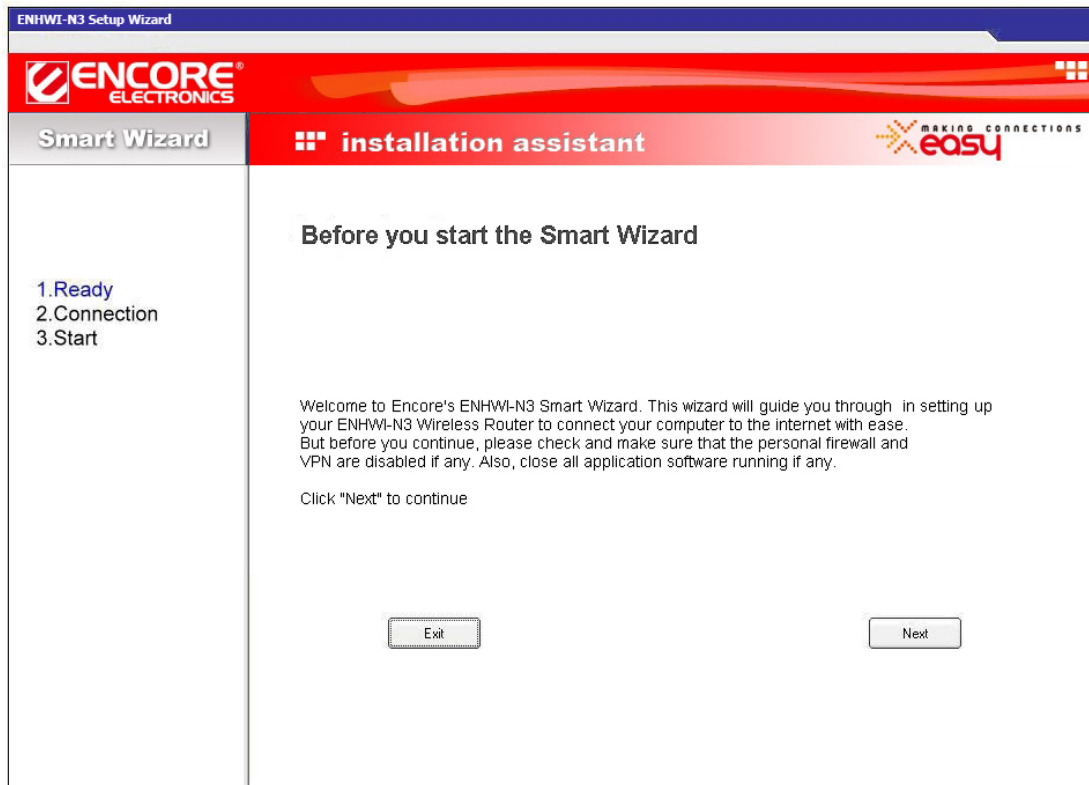 ENHWI-N3 Setup Wizard
ENCORE®
ELECTRONICS
Smart Wizard
installation assistant
MAKING CONNECTIONS
easy
Before you start the Smart Wizard
1.Ready
2.Connection
3.Start
Welcome to Encore's ENHWI-N3 Smart Wizard. This wizard will guide you through  in setting up
your ENHWI-N3 Wireless Router to connect your computer to the internet with ease.
But before you continue, please check and make sure that the personal firewall and
VPN are disabled if any. Also, close all application software running if any.
Click "Next" to continue
Exit
Next